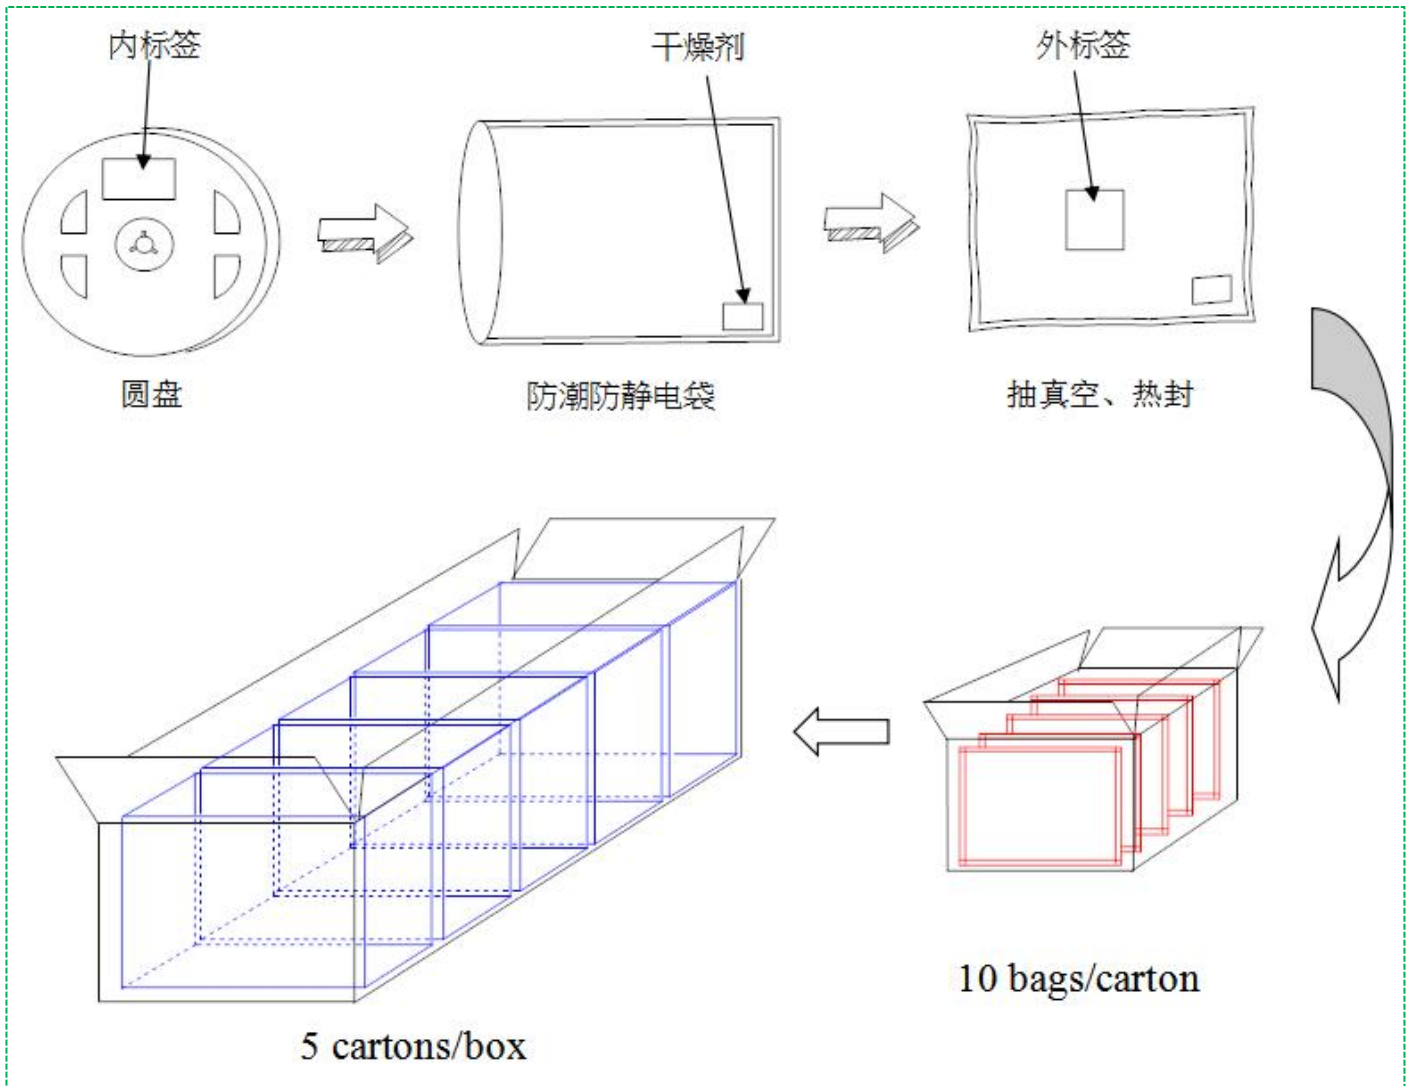 内标签
干燥剂
外标签
圆盘
防潮防静电袋
抽真空、热封
10 bags/carton
5 cartons/box